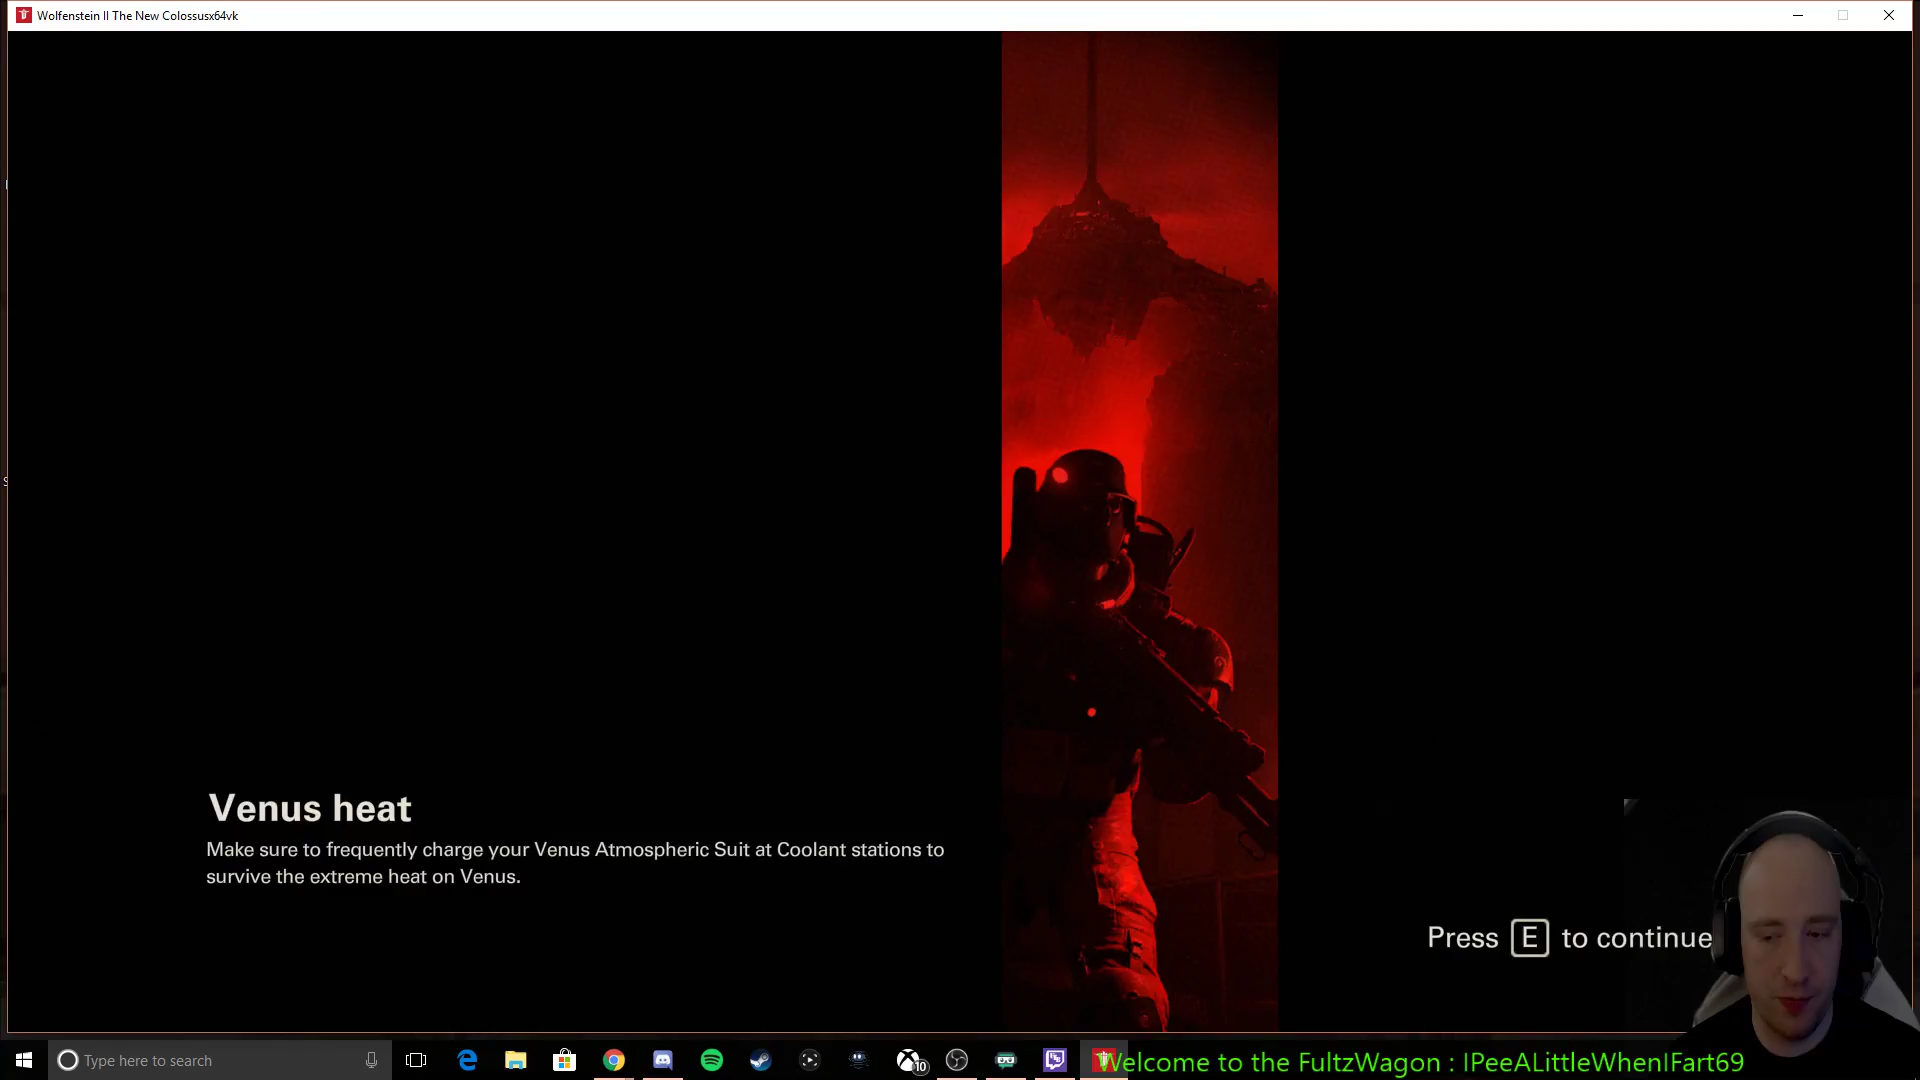 Wolfenstein II The New Colossusx64vk
Venus heat
Make sure to frequently charge your Venus Atmospheric Suit at Coolant stations to
survive the extreme heat on Venus.
Press E to continue
Type here to search
10
Welcome to the FultzWagon : IPeeALittleWhenIFart69